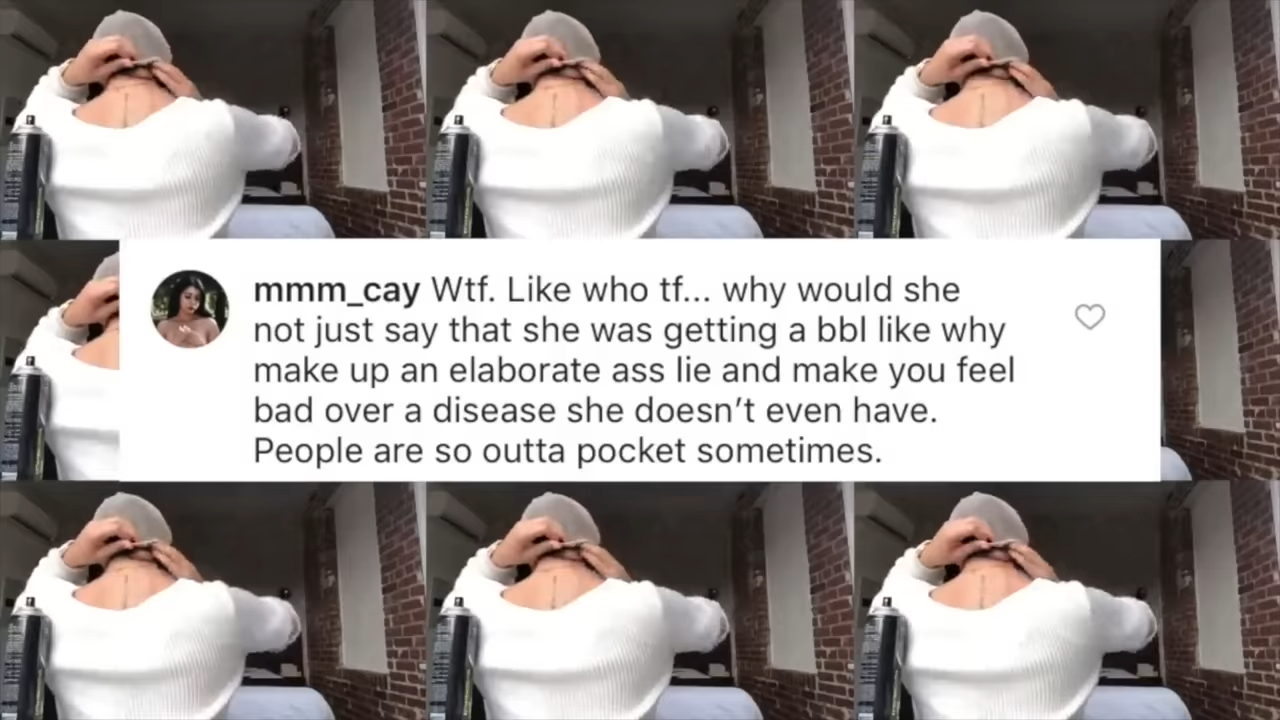 mmm_cay Wtf. Like who tf... why would she
not just say that she was getting a bbl like why
make up an elaborate ass lie and make you feel
bad over a disease she doesn’t even have.
People are so outta pocket sometimes.